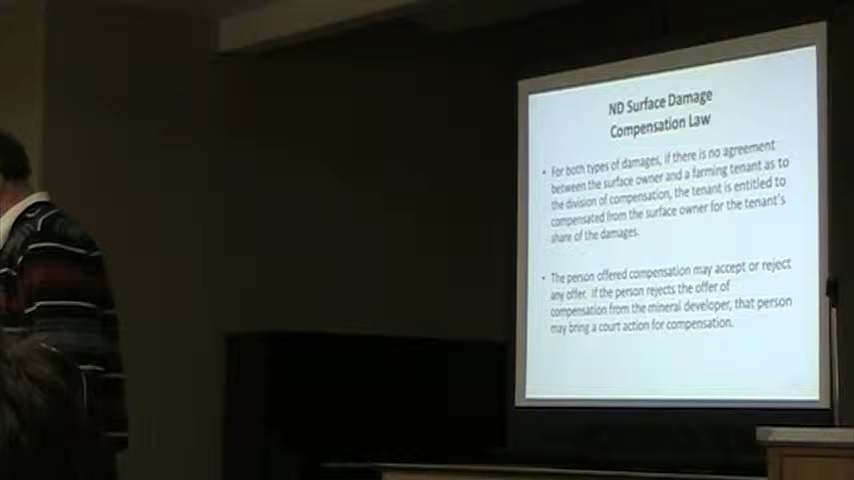 ND Surface Damage
Compensation Law
• For both types of damages, if there is no agreement
between the surface owner and a farming tenant as to
the division of compensation, the tenant is entitled to
compensated from the surface owner for the tenant's
share of the damages.
• The person offered compensation may accept or reject
any offer. If the person rejects the offer of
compensation from the mineral developer, that person
may bring a court action for compensation.